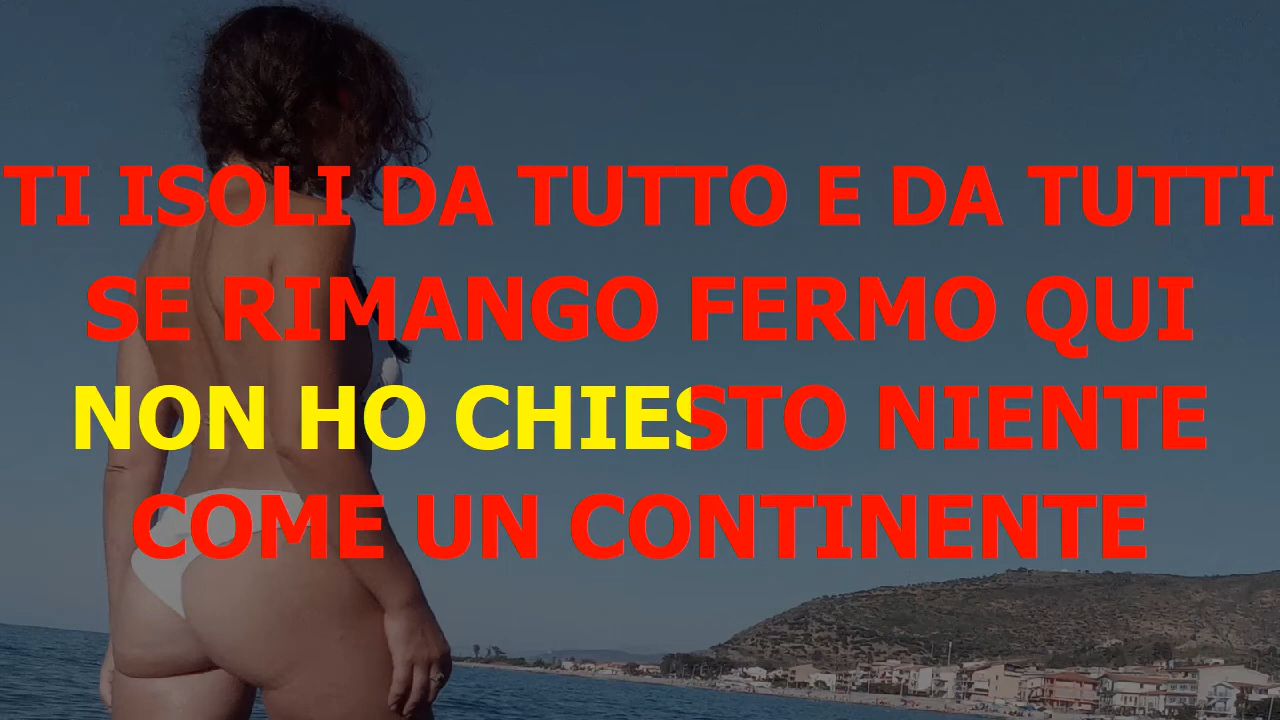 TI ISOLI DA TUTTO E DA TUTTI
SE RIMANGO FERMO QUI
NON HO CHIESTO NIENTE
COME UN CONTINENTE